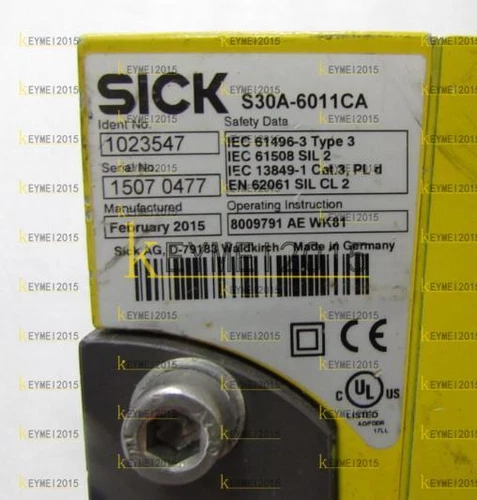 SICK S30A-6011CA
Ident No. Safety Data
1023547 IEC 61496-3 Type 3
IEC 61508 SIL 2
Serial No. IEC 13849-1 Cat.3, PL d
1507 0477 EN 62061 SIL CL 2
Manufactured Operating Instruction
February 2015 8009791 AE WK81
Sick AG, D-79183 Waldkirch Made in Germany
KEYMEI2015
CE
C UL US
LISTED